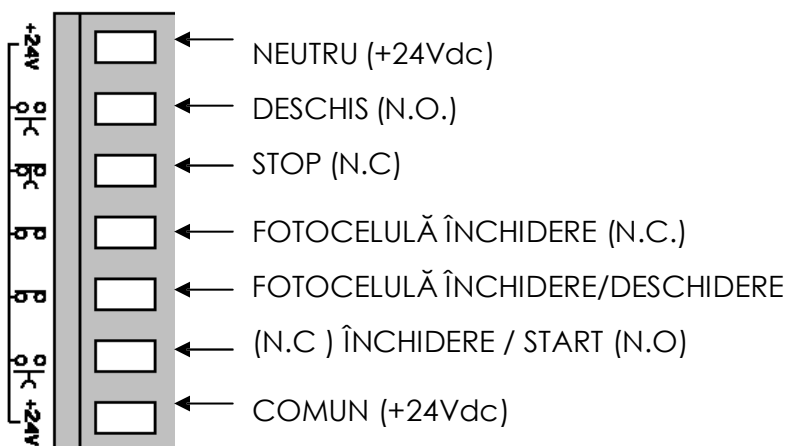 +24V
NEUTRU (+24Vdc)
DESCHIS (N.O.)
STOP (N.C)
FOTOCELULĂ ÎNCHIDERE (N.C.)
FOTOCELULĂ ÎNCHIDERE/DESCHIDERE
(N.C ) ÎNCHIDERE / START (N.O)
+24V
COMUN (+24Vdc)